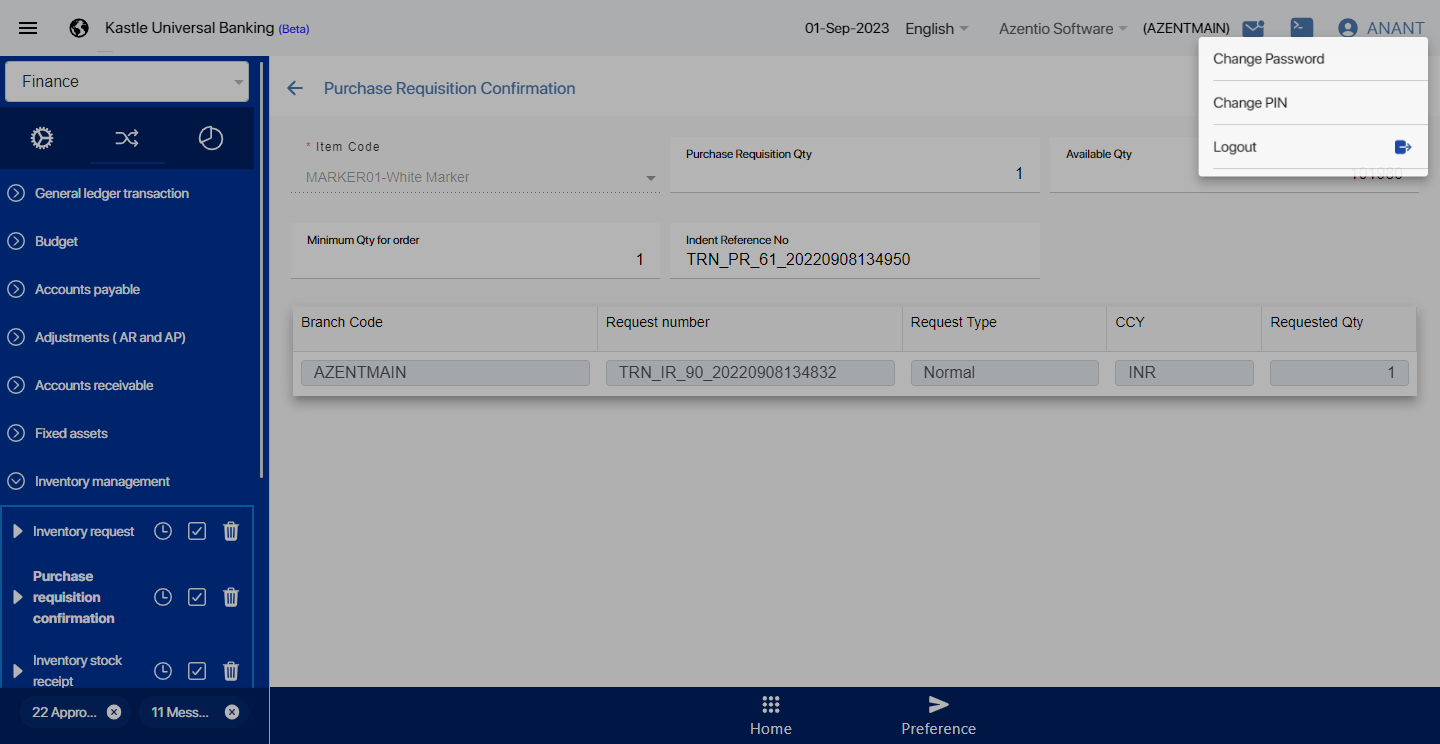 Kastle Universal Banking (Beta)
01-Sep-2023
English
Azentio Software
(AZENTMAIN)
ANANT
Change Password
Change PIN
Logout
Finance
General ledger transaction
Budget
Accounts payable
Adjustments ( AR and AP)
Accounts receivable
Fixed assets
Inventory management
Inventory request
Purchase
requisition
confirmation
Inventory stock
receipt
22 Appro...
11 Mess...
Purchase Requisition Confirmation
* Item Code
MARKER01-White Marker
Purchase Requisition Qty
1
Available Qty
Minimum Qty for order
1
Indent Reference No
TRN_PR_61_20220908134950
Branch Code Request number Request Type CCY Requested Qty
AZENTMAIN TRN_IR_90_20220908134832 Normal INR 1
Home
Preference